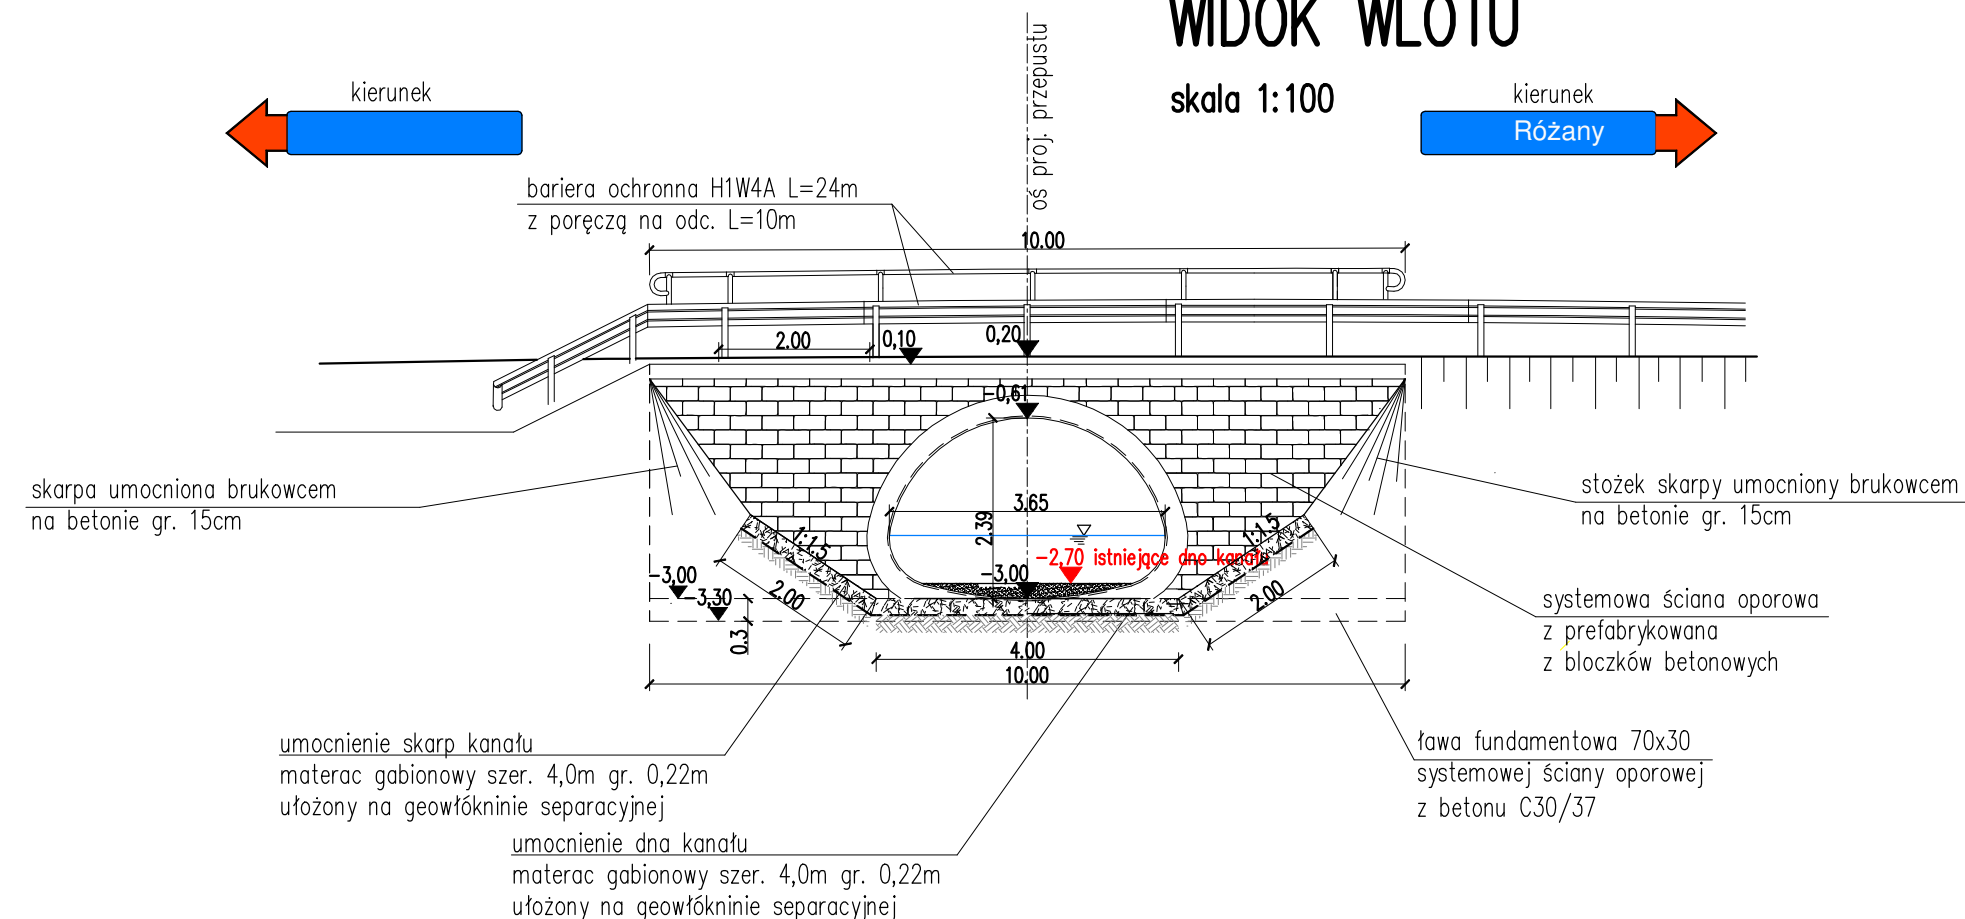 WIDOK WLOTU
skala 1:100
oś proj. przepustu
kierunek
kierunek
Różany
bariera ochronna H1W4A L=24m
z poręczą na odc. L=10m
10.00
2.00
0,10
0,20
-0,61
3.65
2.39
-2,70 istniejące dno kanału
-3,00
1:1.5
1:1.5
-3,00
-3,30
0.3
2.00
2.00
4.00
10.00
skarpa umocniona brukowcem
na betonie gr. 15cm
stożek skarpy umocniony brukowcem
na betonie gr. 15cm
systemowa ściana oporowa
z prefabrykowana
z bloczków betonowych
umocnienie skarp kanału
materac gabionowy szer. 4,0m gr. 0,22m
ułożony na geowłókninie separacyjnej
ława fundamentowa 70x30
systemowej ściany oporowej
z betonu C30/37
umocnienie dna kanału
materac gabionowy szer. 4,0m gr. 0,22m
ułożony na geowłókninie separacyjnej